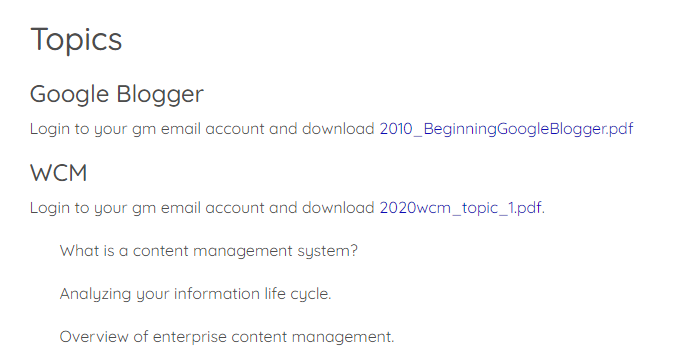 Topics
Google Blogger
Login to your gm email account and download 2010_BeginningGoogleBlogger.pdf
WCM
Login to your gm email account and download 2020wcm_topic_1.pdf.
What is a content management system?
Analyzing your information life cycle.
Overview of enterprise content management.